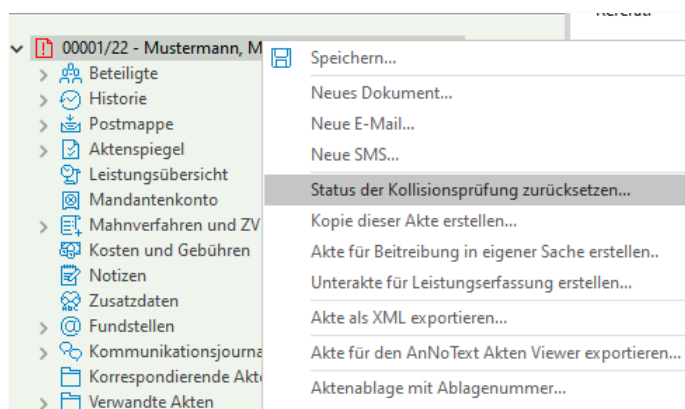 00001/22 - Mustermann, M
Beteiligte
Historie
Postmappe
Aktenspiegel
Leistungsübersicht
Mandantenkonto
Mahnverfahren und ZV
Kosten und Gebühren
Notizen
Zusatzdaten
Fundstellen
Kommunikationsjourna
Korrespondierende Akt
Verwandte Akten
Speichern...
Neues Dokument...
Neue E-Mail...
Neue SMS...
Status der Kollisionsprüfung zurücksetzen...
Kopie dieser Akte erstellen...
Akte für Beitreibung in eigener Sache erstellen..
Unterakte für Leistungserfassung erstellen...
Akte als XML exportieren...
Akte für den AnNoText Akten Viewer exportieren...
Aktenablage mit Ablagenummer...